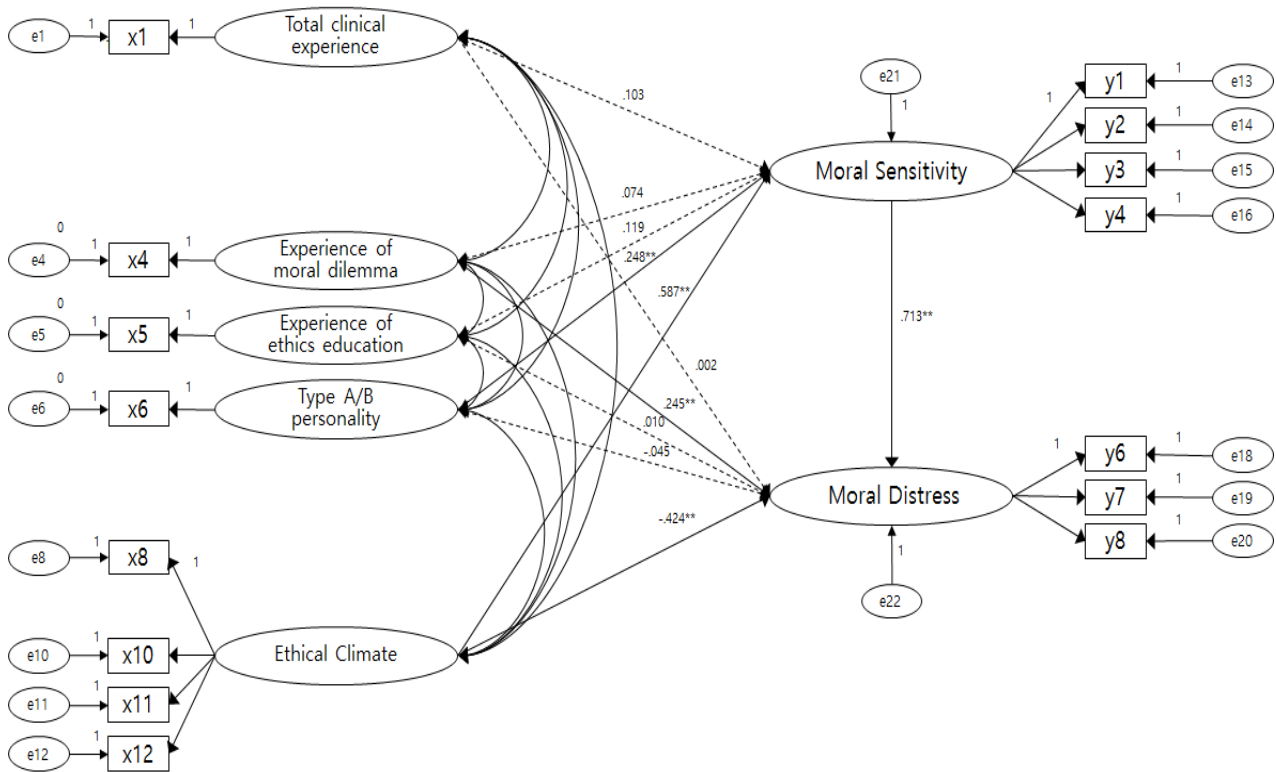 e1
1
x1
1
Total clinical
experience
0
e4
1
x4
1
Experience of
moral dilemma
0
e5
1
x5
1
Experience of
ethics education
0
e6
1
x6
1
Type A/B
personality
e8
1
x8
1
e10
1
x10
e11
1
x11
e12
1
x12
Ethical Climate
.103
.074
.119
.248**
.587**
.002
.245**
.010
-.045
-.424**
.713**
e21
1
Moral Sensitivity
1
y1
1
e13
y2
1
e14
y3
1
e15
y4
1
e16
Moral Distress
1
e22
1
y6
1
e18
y7
1
e19
y8
1
e20